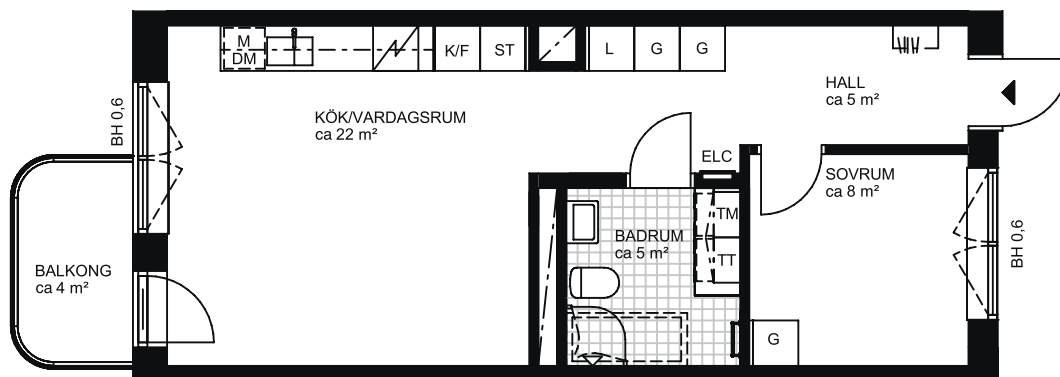 M
DM
K/F
ST
L
G
G
HALL
ca 5 m²
BH 0,6
KÖK/VARDAGSRUM
ca 22 m²
ELC
SOVRUM
ca 8 m²
TM
BADRUM
ca 5 m²
TT
BH 0,6
BALKONG
ca 4 m²
G